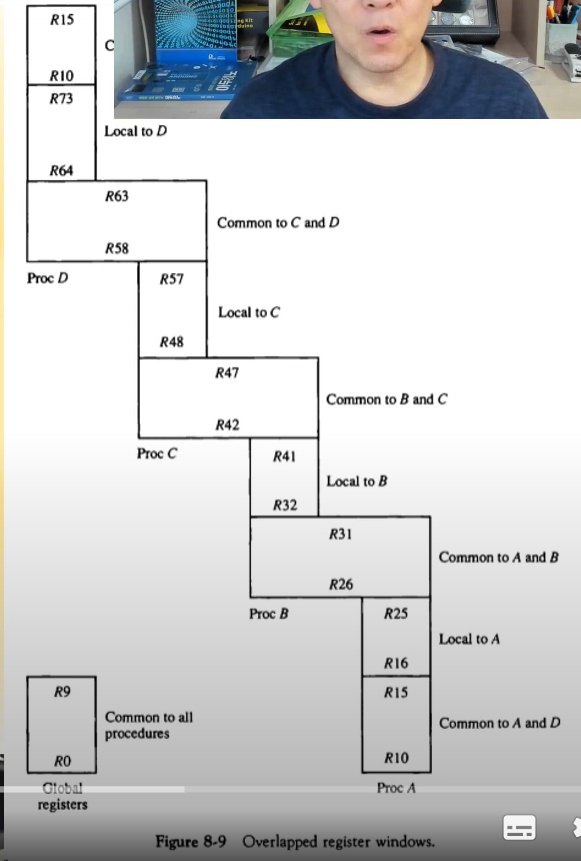 R15
C
R10
R73
Local to D
R64
R63
Common to C and D
R58
Proc D
R57
Local to C
R48
R47
Common to B and C
R42
Proc C
R41
Local to B
R32
R31
Common to A and B
R26
Proc B
R25
Local to A
R16
R9
R15
Common to all
procedures
Common to A and D
R0
R10
Global
registers
Proc A
Figure 8-9 Overlapped register windows.